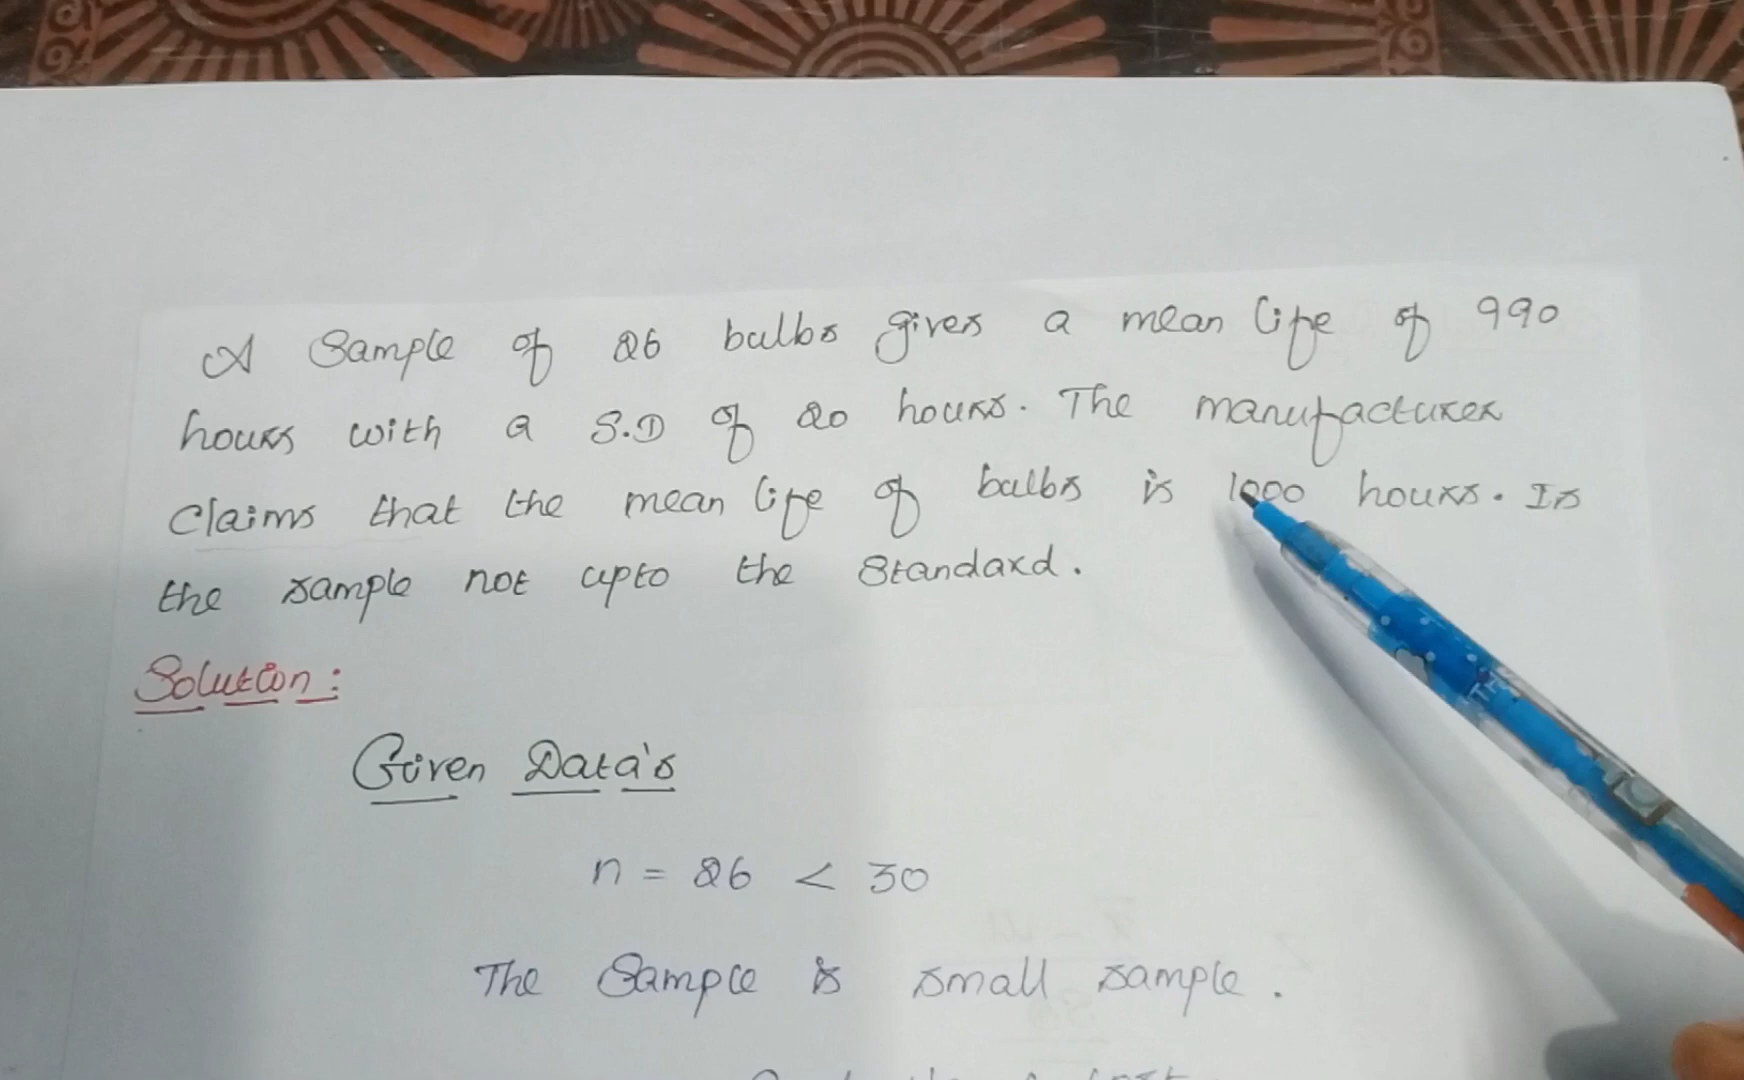 A Sample of 26 bulbs gives a mean life of 990
hours with a S.D of 20 hours. The manufacturer
claims that the mean life of bulbs is 1000 hours. Is
the sample not upto the Standard.
Solution:
Given Data's
n = 26 < 30
The Sample is small sample.